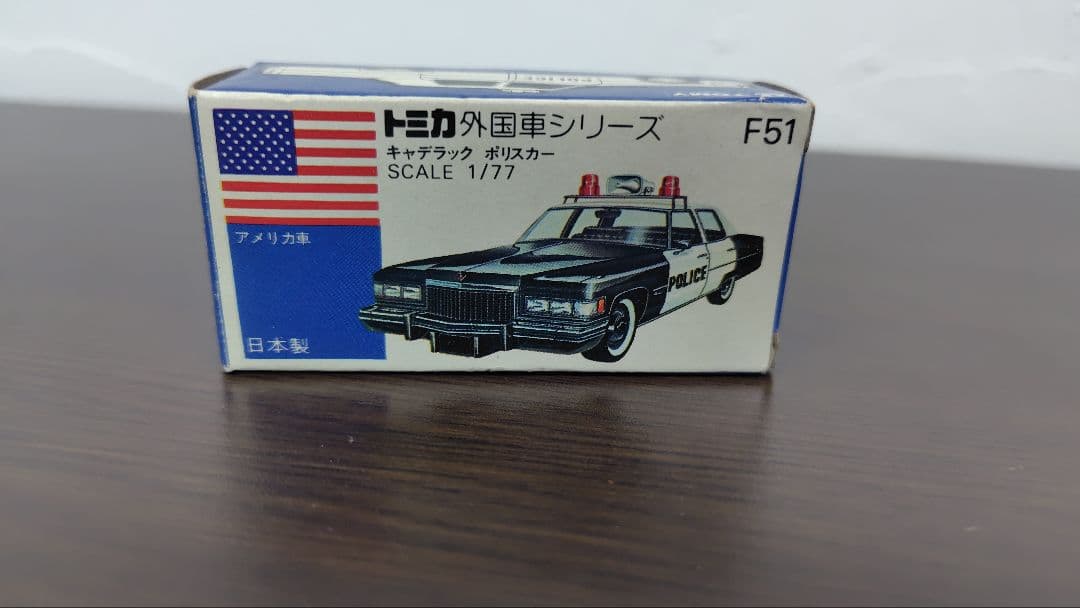 トミカ 外国車シリーズ F51
キャデラック ポリスカー
SCALE 1/77
アメリカ車
日本製
POLICE
POLICE